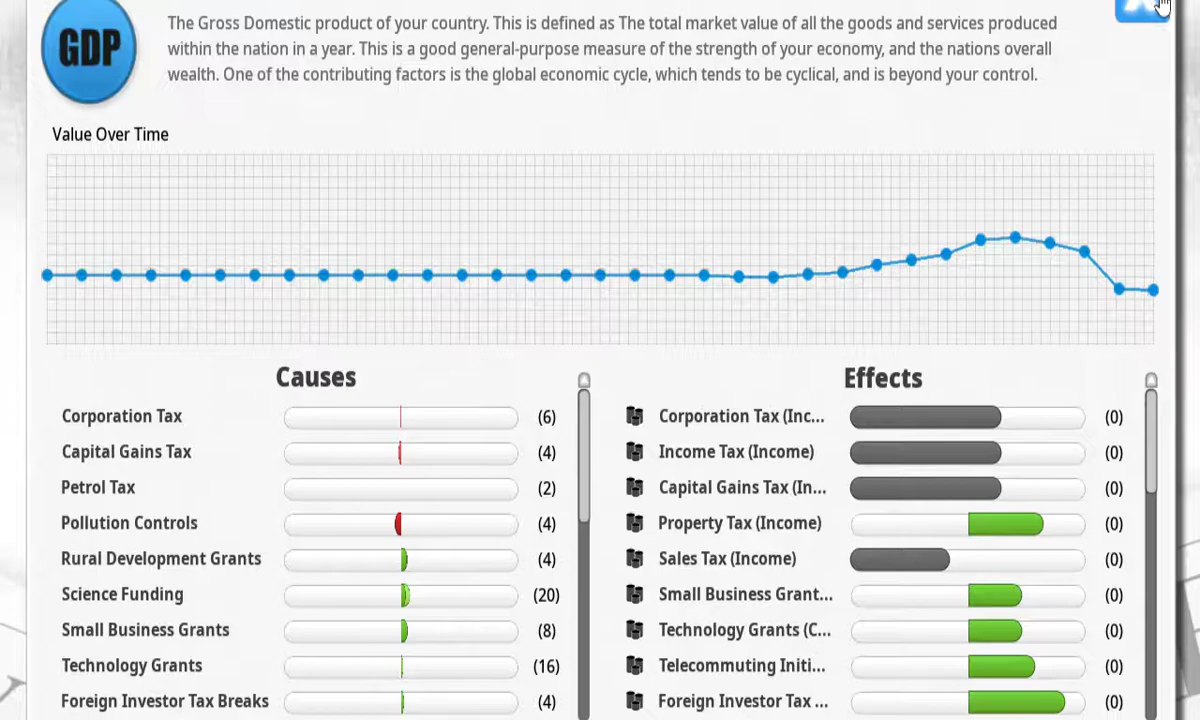 GDP
The Gross Domestic product of your country. This is defined as The total market value of all the goods and services produced
within the nation in a year. This is a good general-purpose measure of the strength of your economy, and the nations overall
wealth. One of the contributing factors is the global economic cycle, which tends to be cyclical, and is beyond your control.
Value Over Time
Causes
Corporation Tax (6)
Capital Gains Tax (4)
Petrol Tax (2)
Pollution Controls (4)
Rural Development Grants (4)
Science Funding (20)
Small Business Grants (8)
Technology Grants (16)
Foreign Investor Tax Breaks (4)
Effects
Corporation Tax (Inc... (0)
Income Tax (Income) (0)
Capital Gains Tax (In... (0)
Property Tax (Income) (0)
Sales Tax (Income) (0)
Small Business Grant... (0)
Technology Grants (C... (0)
Telecommuting Initi... (0)
Foreign Investor Tax ... (0)